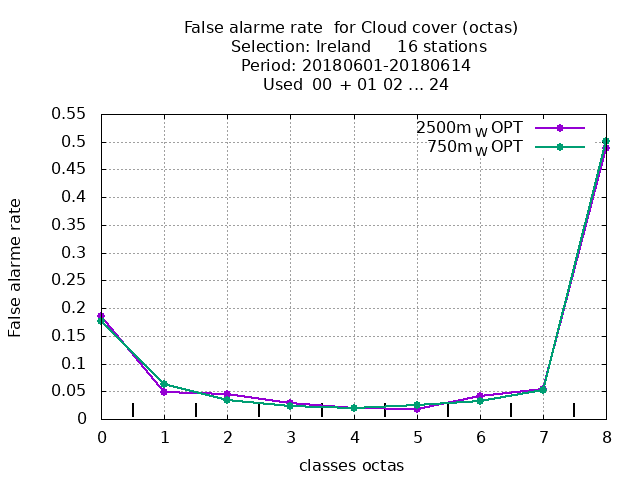 False alarme rate  for Cloud cover (octas)
Selection: Ireland     16 stations
Period: 20180601-20180614
Used  00 + 01 02 ... 24
2500m W OPT
750m W OPT
0.55
0.5
0.45
0.4
0.35
0.3
0.25
0.2
0.15
0.1
0.05
0
False alarme rate
0 1 2 3 4 5 6 7 8
classes octas